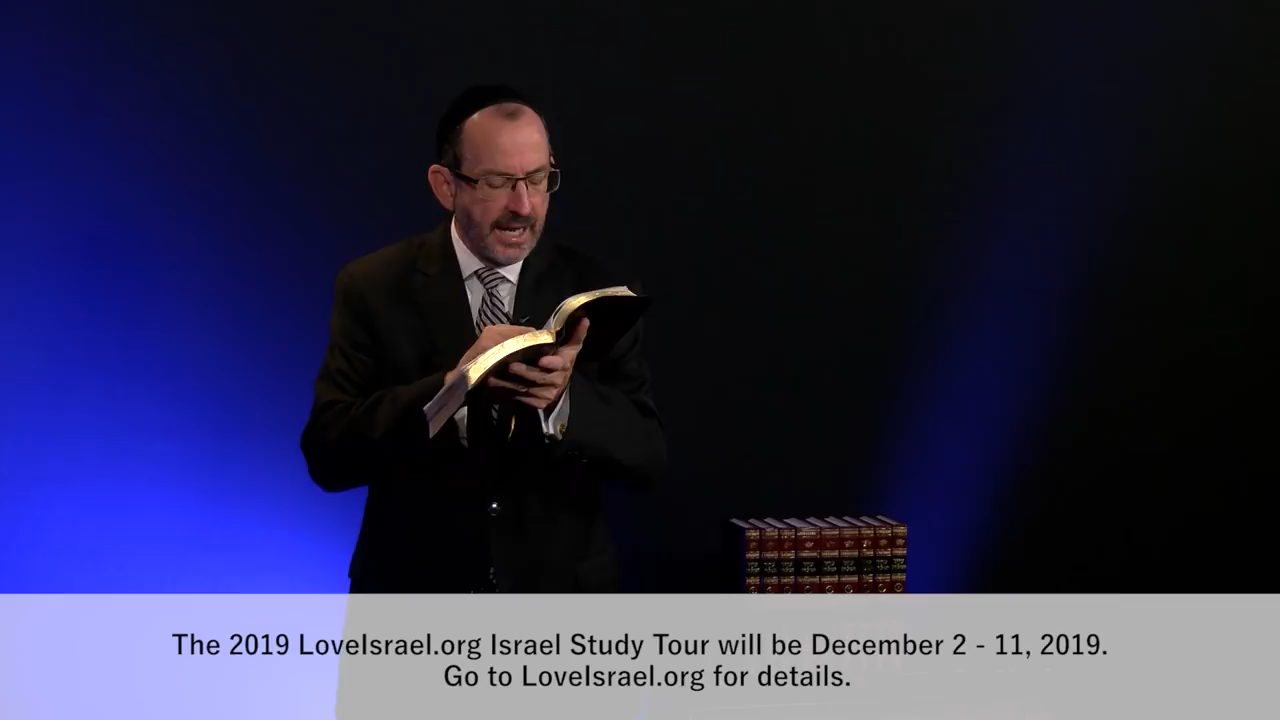 The 2019 LoveIsrael.org Israel Study Tour will be December 2 - 11, 2019.
Go to LoveIsrael.org for details.